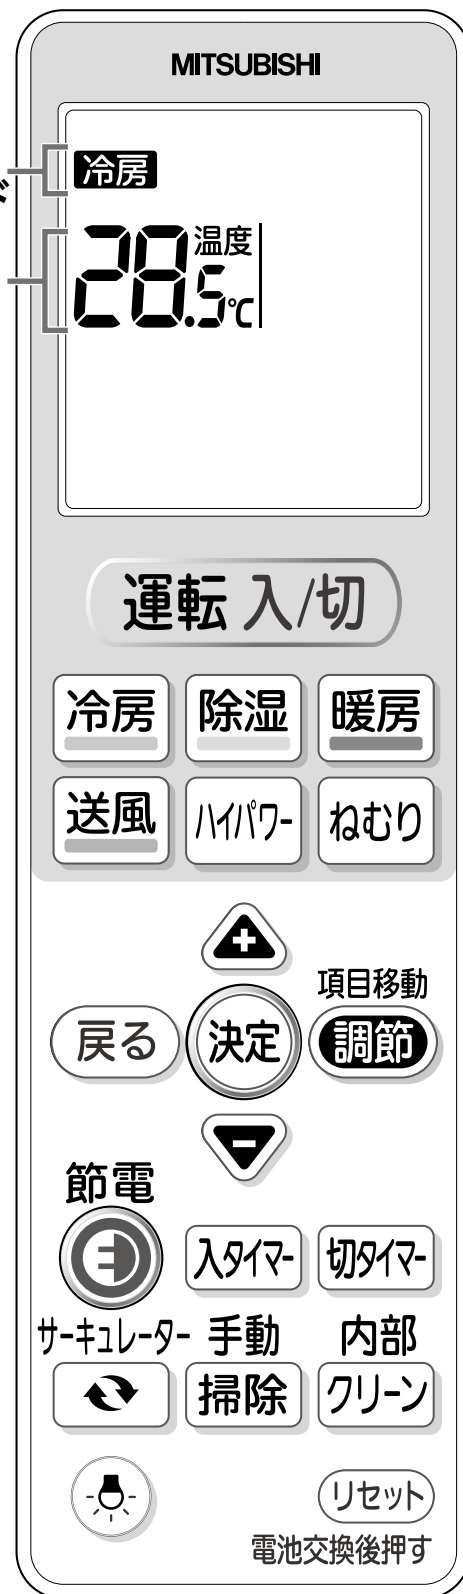 MITSUBISHI
冷房
28.5℃ 温度
運転 入/切
冷房 除湿 暖房
送風 ハイパワー ねむり
+
項目移動
戻る 決定 調節
-
節電
入タイマー 切タイマー
サーキュレーター 手動 内部
掃除 クリーン
リセット
電池交換後押す